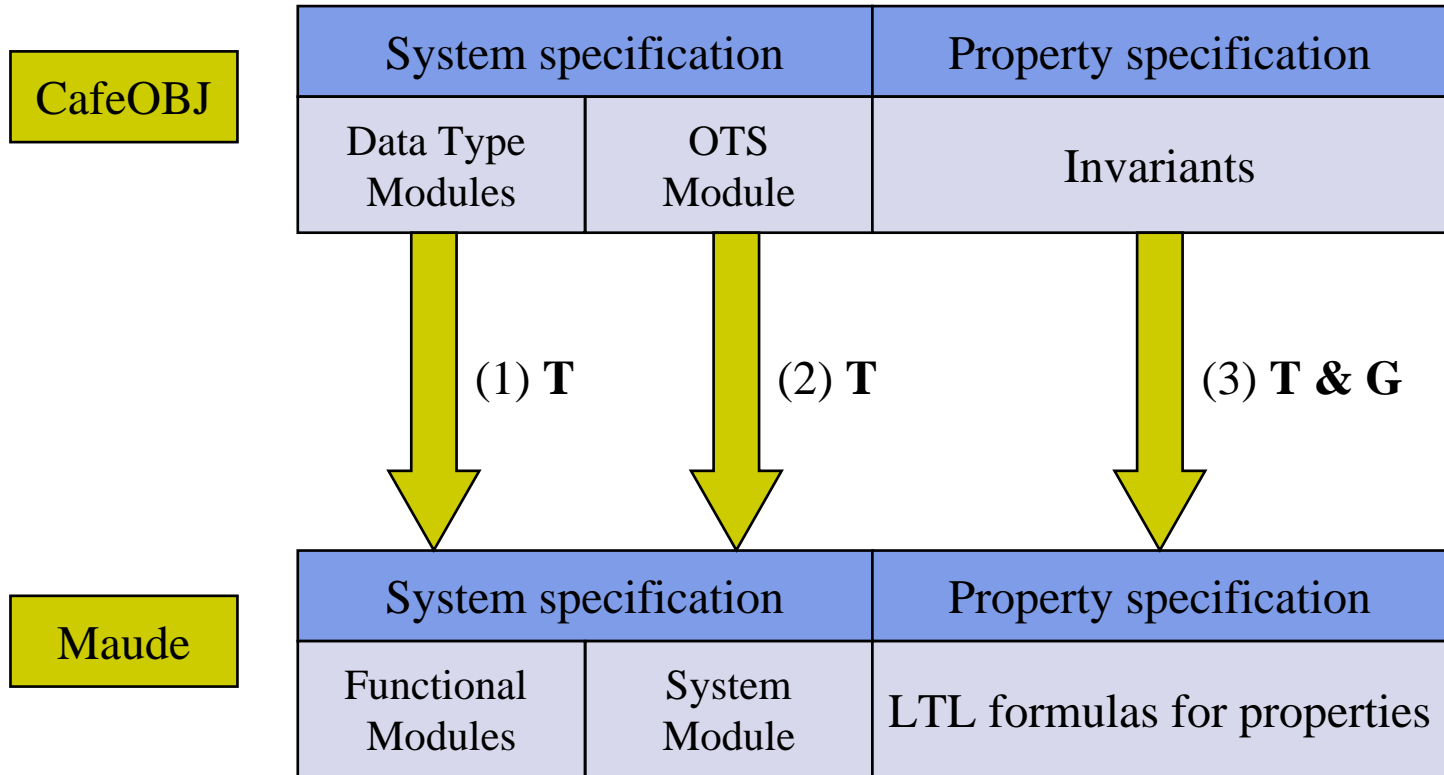 CafeOBJ
System specification
Property specification
Data Type
Modules
OTS
Module
Invariants
(1) T
(2) T
(3) T & G
Maude
System specification
Property specification
Functional
Modules
System
Module
LTL formulas for properties